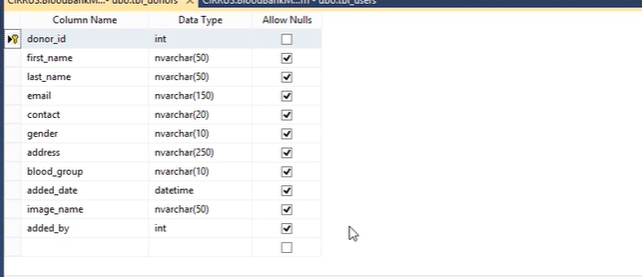 CIRRUS.BloodBankM...- dbo.tbl_donors ✕ CIRRUS.BloodBankM...m - dbo.tbl_users
Column Name Data Type Allow Nulls
donor_id int
first_name nvarchar(50)
last_name nvarchar(50)
email nvarchar(150)
contact nvarchar(20)
gender nvarchar(10)
address nvarchar(250)
blood_group nvarchar(10)
added_date datetime
image_name nvarchar(50)
added_by int